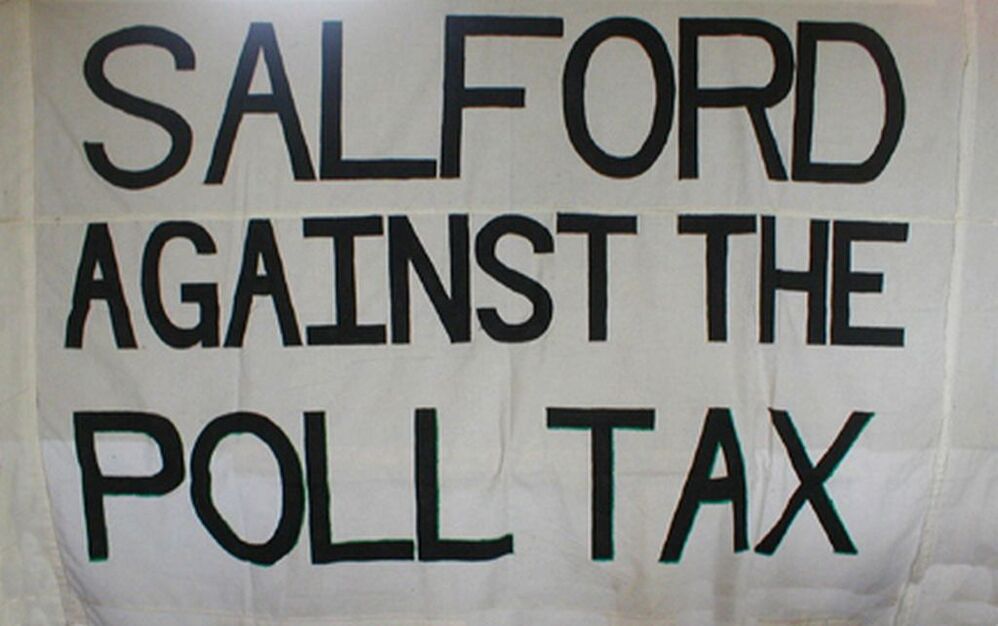 SALFORD
AGAINST THE
POLL TAX